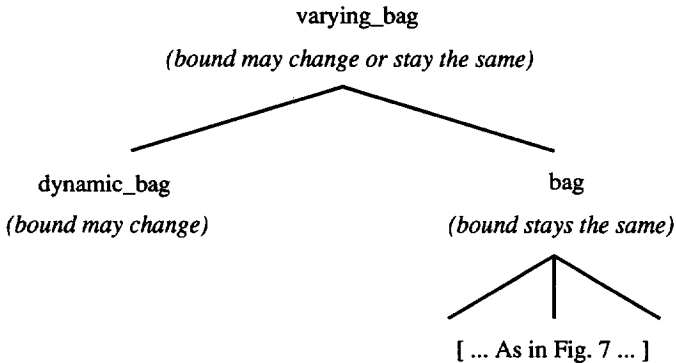 varying_bag
(bound may change or stay the same)
dynamic_bag
bag
(bound may change)
(bound stays the same)
[ ... As in Fig. 7 ... ]